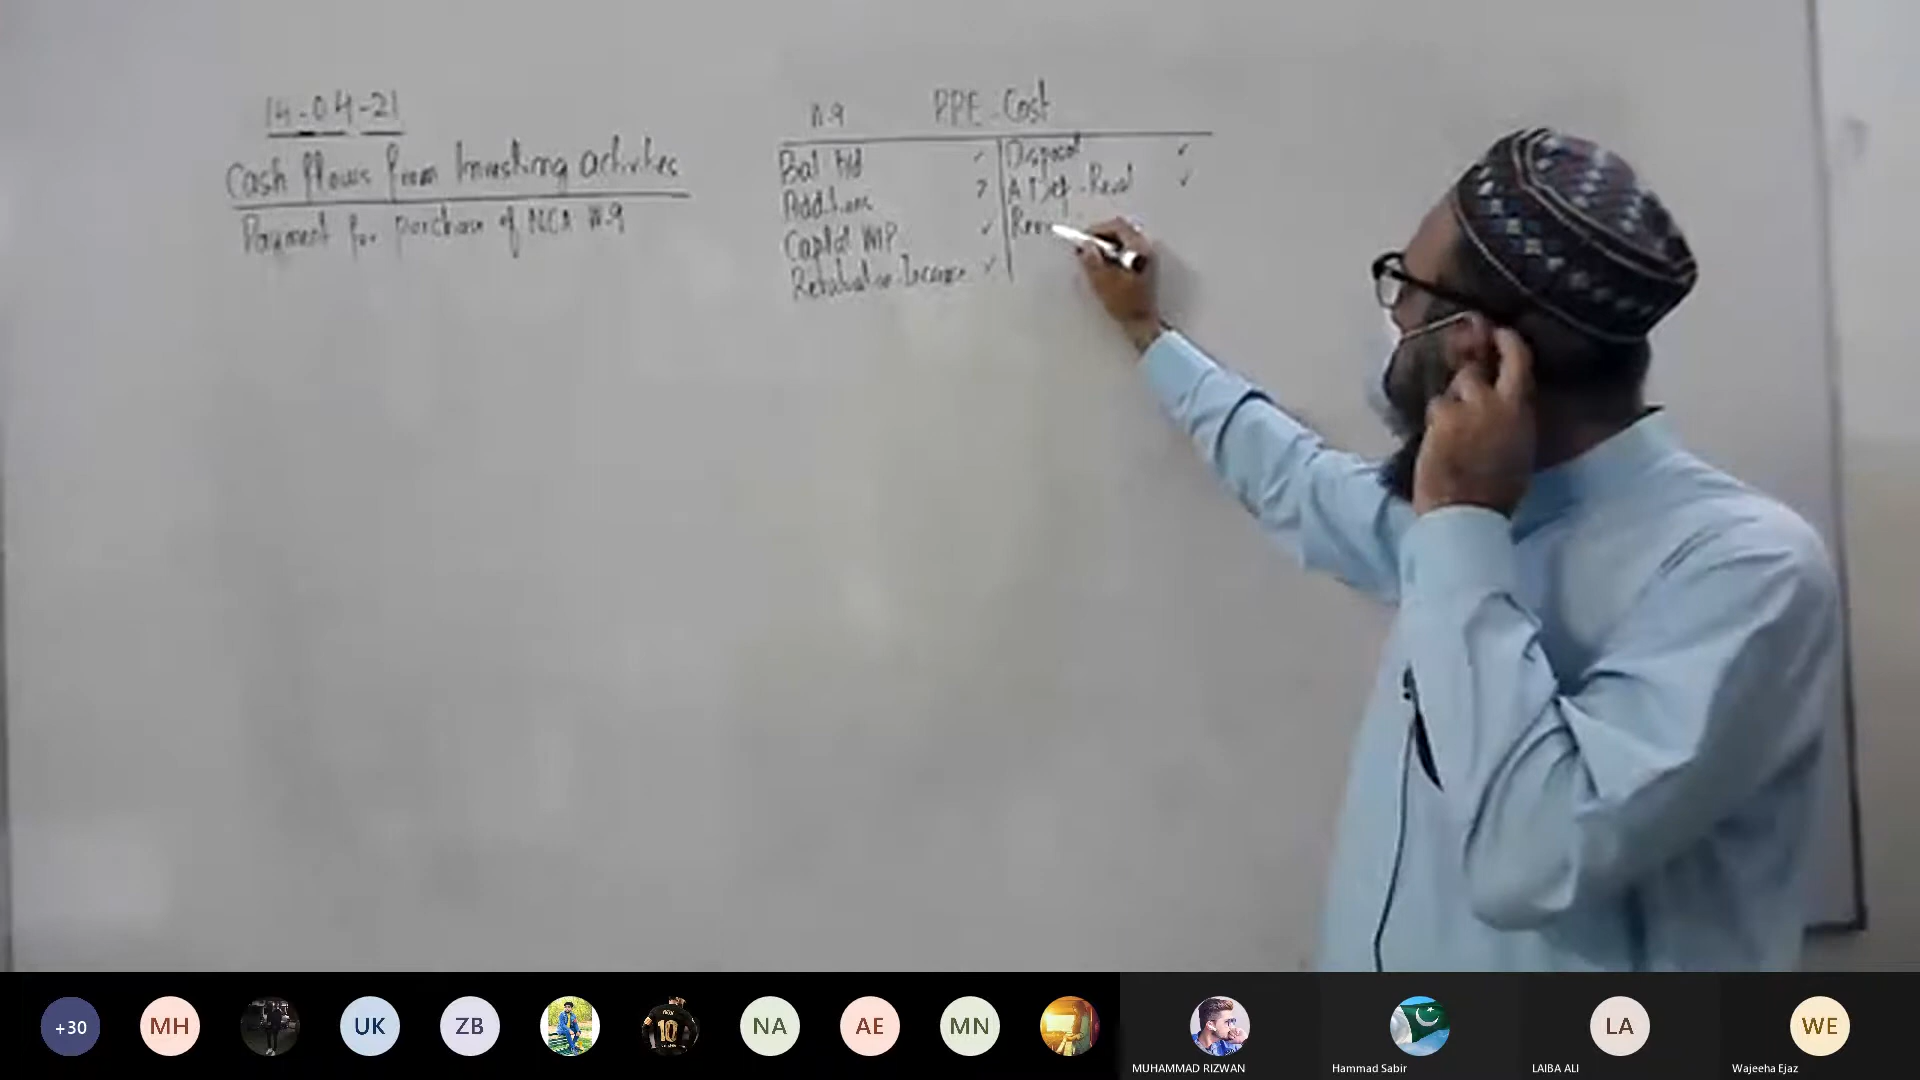 14-04-21
Cash flows from Investing activities
Payment for purchase of NCA W.9
W.9 PPE - Cost
Bal b/d ✓ Disposal ✓
Additions ? A Dep - Reval ✓
Capital WIP ✓ Reva
Revaluation Increase ✓
+30 MH UK ZB 10 NA AE MN LA WE
MUHAMMAD RIZWAN Hammad Sabir LAIBA ALI Wajeeha Ejaz